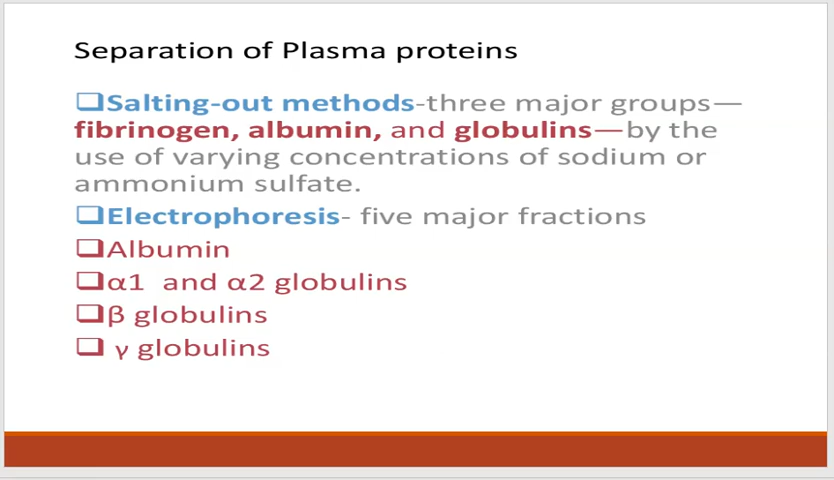 Separation of Plasma proteins
❑Salting-out methods-three major groups—
fibrinogen, albumin, and globulins—by the
use of varying concentrations of sodium or
ammonium sulfate.
❑Electrophoresis- five major fractions
❑Albumin
❑α1 and α2 globulins
❑β globulins
❑ γ globulins